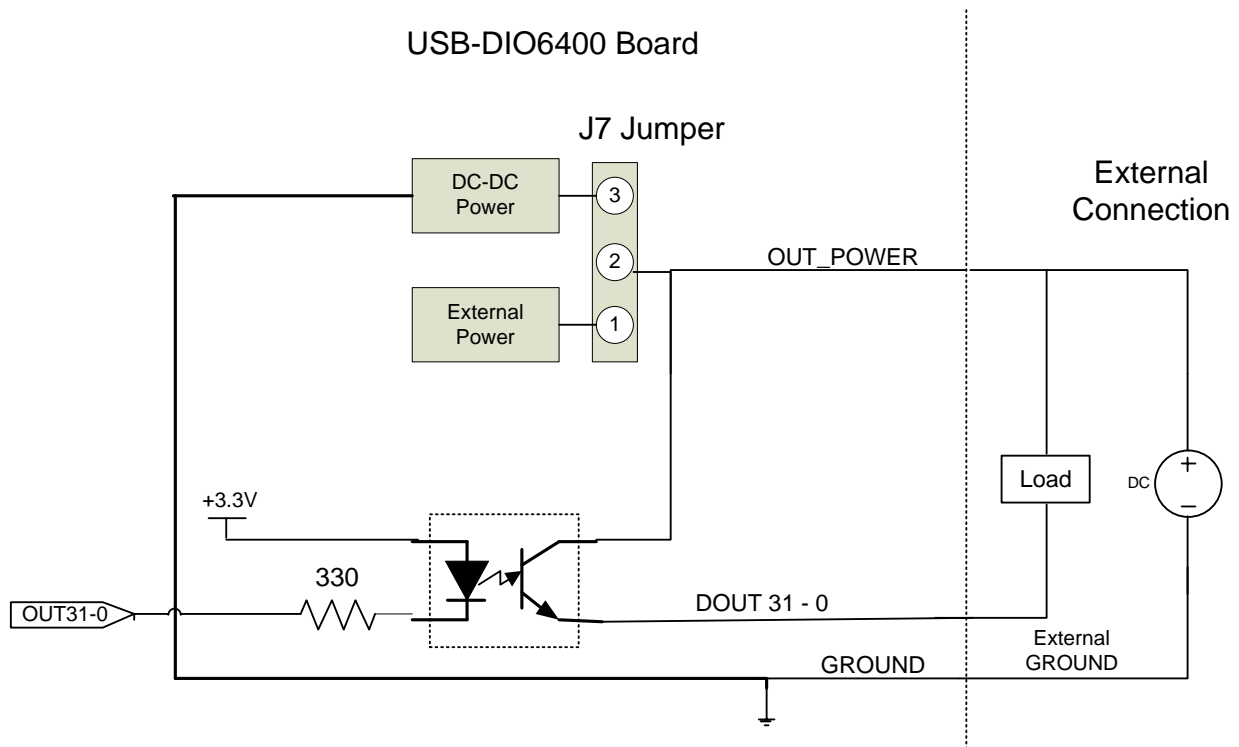 USB-DIO6400 Board
J7 Jumper
DC-DC
Power
3
2
External
Power
1
External
Connection
OUT_POWER
+3.3V
Load
DC
+
–
330
OUT31-0
DOUT 31 - 0
GROUND
External
GROUND